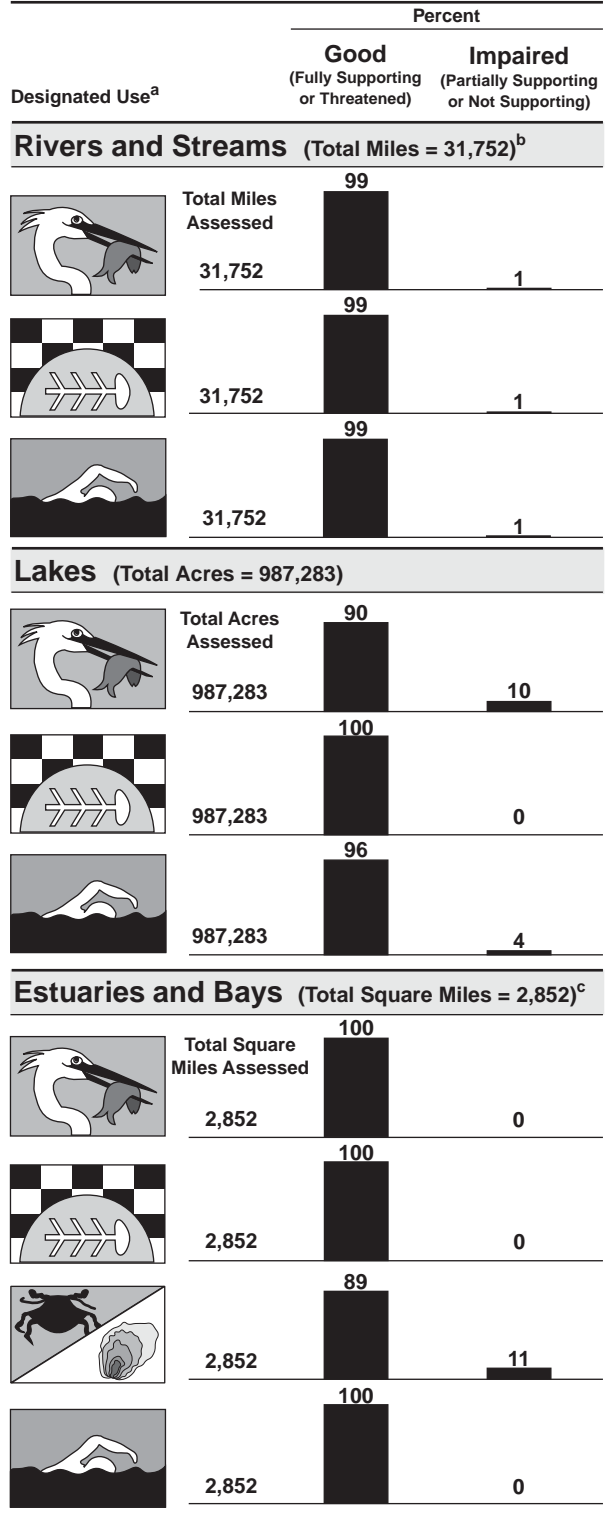 Percent
Good Impaired
(Fully Supporting (Partially Supporting
Designated Useᵃ or Threatened) or Not Supporting)
Rivers and Streams (Total Miles = 31,752)ᵇ
99
Total Miles
Assessed
31,752 1
99
31,752 1
99
31,752 1
Lakes (Total Acres = 987,283)
90
Total Acres
Assessed
987,283 10
100
987,283 0
96
987,283 4
Estuaries and Bays (Total Square Miles = 2,852)ᶜ
100
Total Square
Miles Assessed
2,852 0
100
2,852 0
89
2,852 11
100
2,852 0